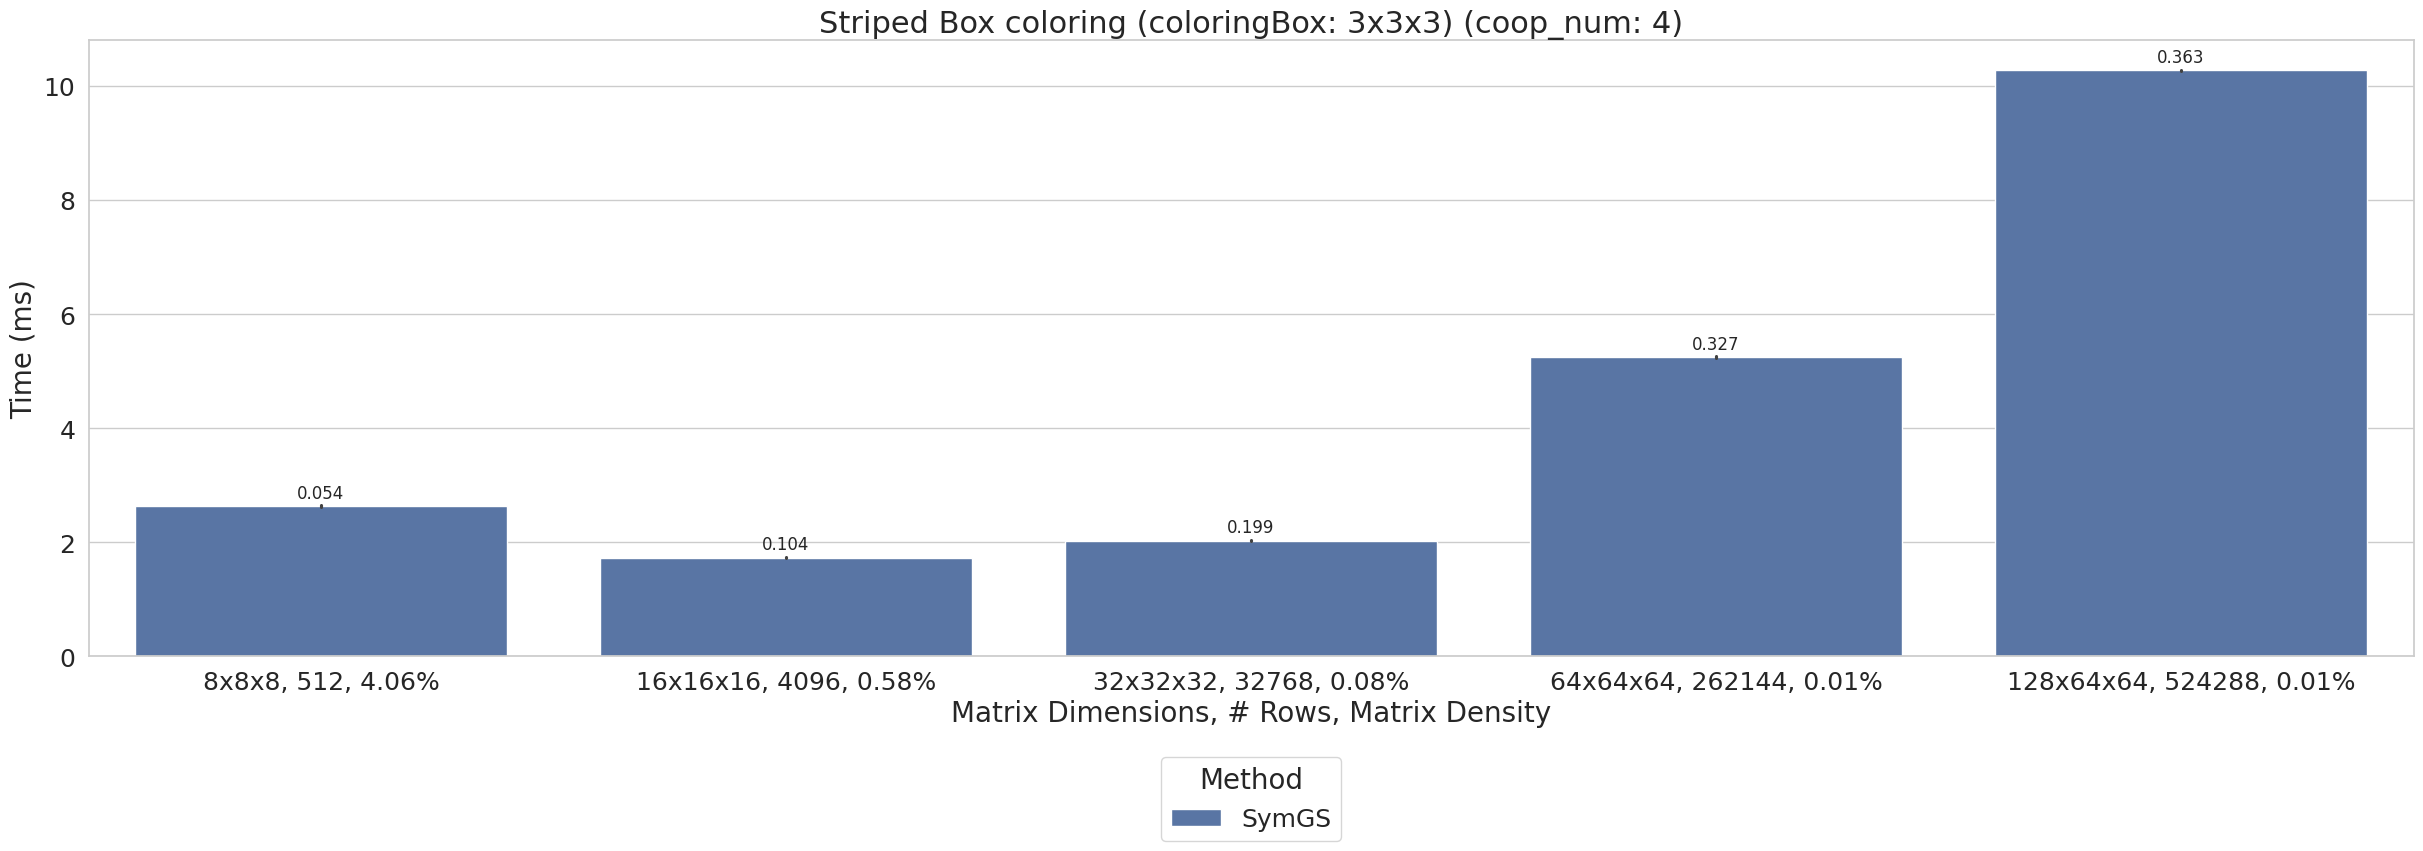 Striped Box coloring (coloringBox: 3x3x3) (coop_num: 4)
Time (ms)
10
8
6
4
2
0
0.054
0.104
0.199
0.327
0.363
8x8x8, 512, 4.06%
16x16x16, 4096, 0.58%
32x32x32, 32768, 0.08%
64x64x64, 262144, 0.01%
128x64x64, 524288, 0.01%
Matrix Dimensions, # Rows, Matrix Density
Method
SymGS